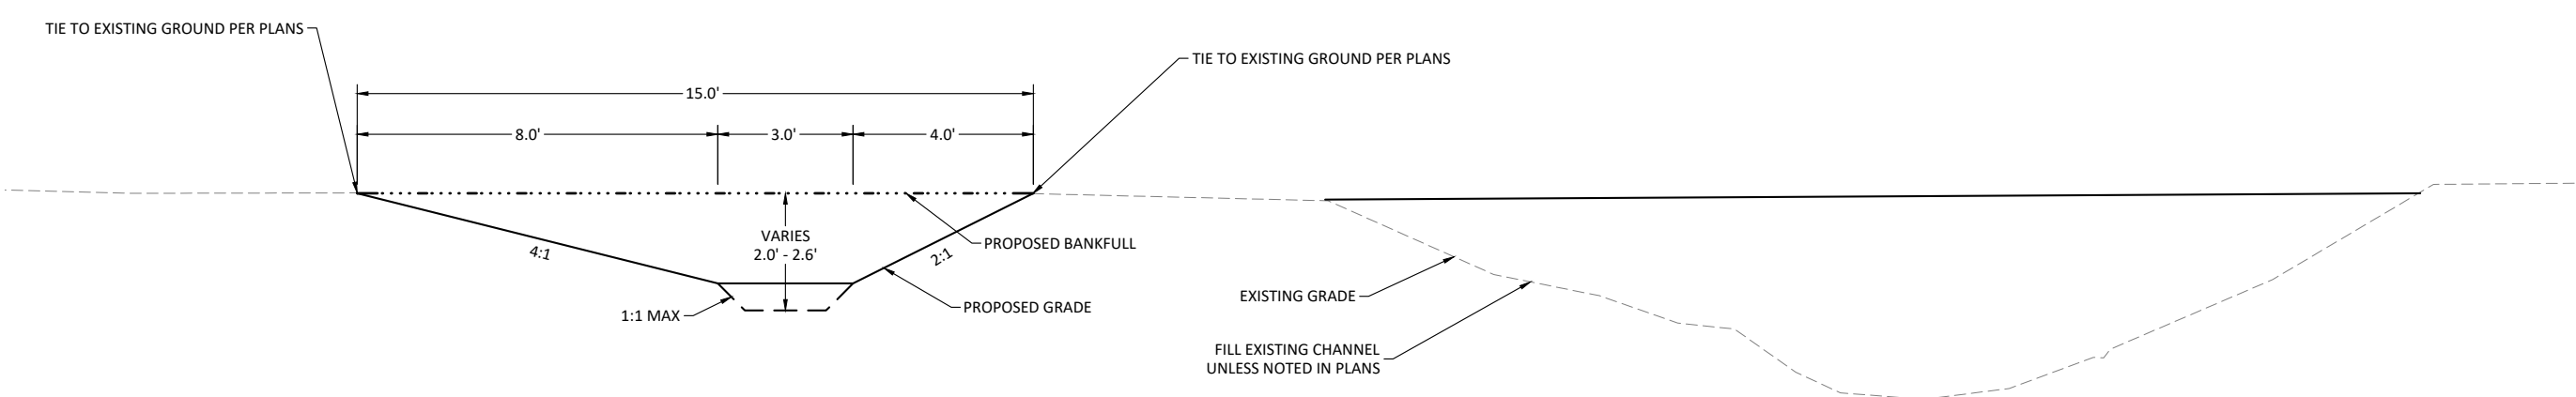 TIE TO EXISTING GROUND PER PLANS
TIE TO EXISTING GROUND PER PLANS
15.0'
8.0'
3.0'
4.0'
VARIES
2.0' - 2.6'
4:1
2:1
PROPOSED BANKFULL
PROPOSED GRADE
1:1 MAX
EXISTING GRADE
FILL EXISTING CHANNEL
UNLESS NOTED IN PLANS